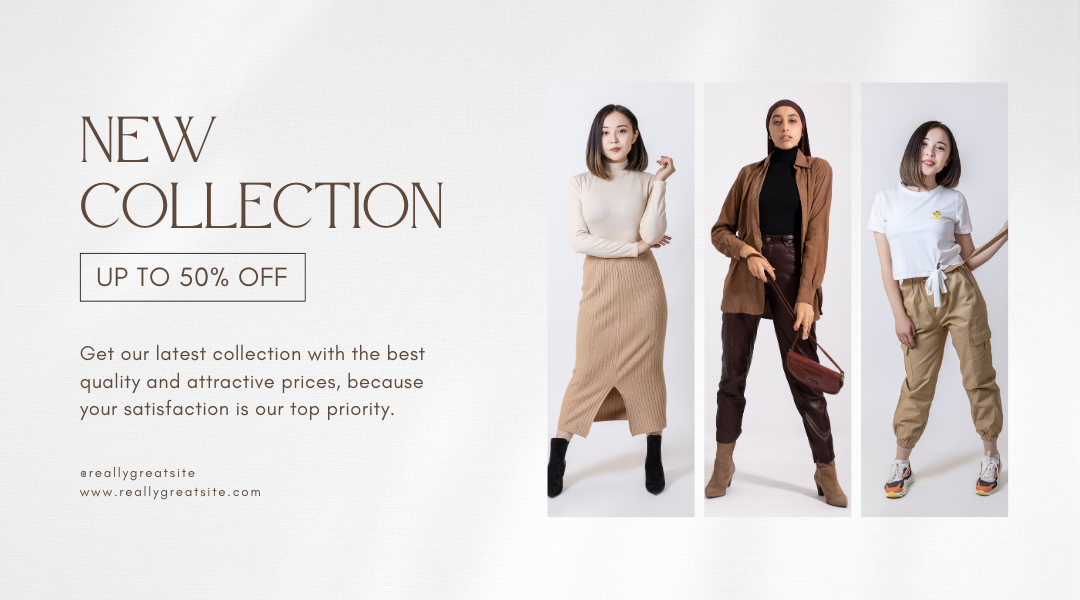 NEW
COLLECTION
UP TO 50% OFF
Get our latest collection with the best
quality and attractive prices, because
your satisfaction is our top priority.
@reallygreatsite
www.reallygreatsite.com